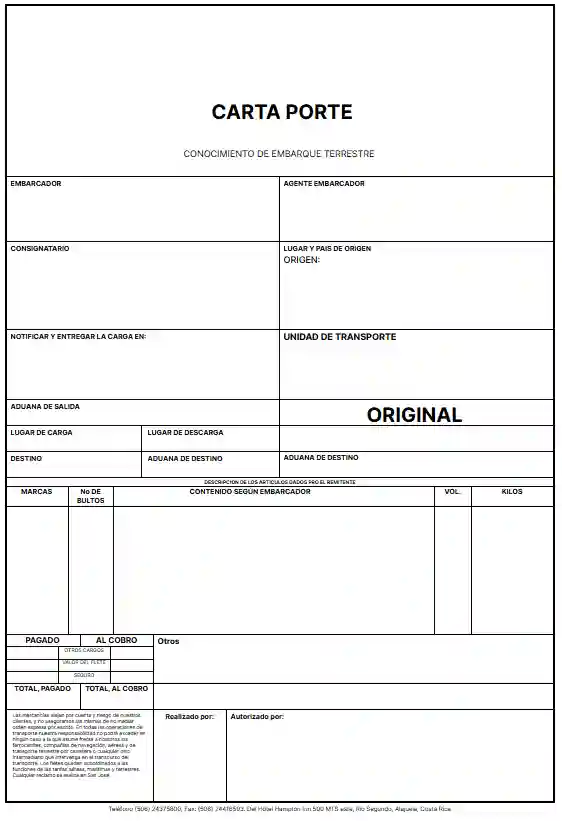 CARTA PORTE
CONOCIMIENTO DE EMBARQUE TERRESTRE
EMBARCADOR
AGENTE EMBARCADOR
CONSIGNATARIO
LUGAR Y PAIS DE ORIGEN
ORIGEN:
NOTIFICAR Y ENTREGAR LA CARGA EN:
UNIDAD DE TRANSPORTE
ADUANA DE SALIDA
ORIGINAL
LUGAR DE CARGA
LUGAR DE DESCARGA
DESTINO
ADUANA DE DESTINO
ADUANA DE DESTINO
DESCRIPCION DE LOS ARTICULOS DADOS PRO EL REMITENTE
MARCAS
No DE
BULTOS
CONTENIDO SEGÚN EMBARCADOR
VOL.
KILOS
PAGADO
AL COBRO
Otros
OTROS CARGOS
VALOR DEL FLETE
SEGURO
TOTAL, PAGADO
TOTAL, AL COBRO
Las mercancías viajan por cuenta y riesgo de nuestros
clientes, y no aseguramos las mismas de no mediar
orden expresa por escrito. En todas las operaciones de
transporte nuestra responsabilidad no podrá exceder en
ningún caso a la que asume frente a nosotros los
ferrocarriles, compañías de navegación, aérea y de
transporte terrestre por carretera o cualquier otro
intermediario que intervenga en el transcurso del
transporte. Los fletes quedan subordinados a las
funciones de las tarifas aéreas, marítimas y terrestres.
Cualquier reclamo se evalúa en San José
Realizado por:
Autorizado por:
Teléfono (506) 24375800, Fax: (506) 24416593. Del Hotel Hampton Inn 500 MTS este, Río Segundo, Alajuela, Costa Rica